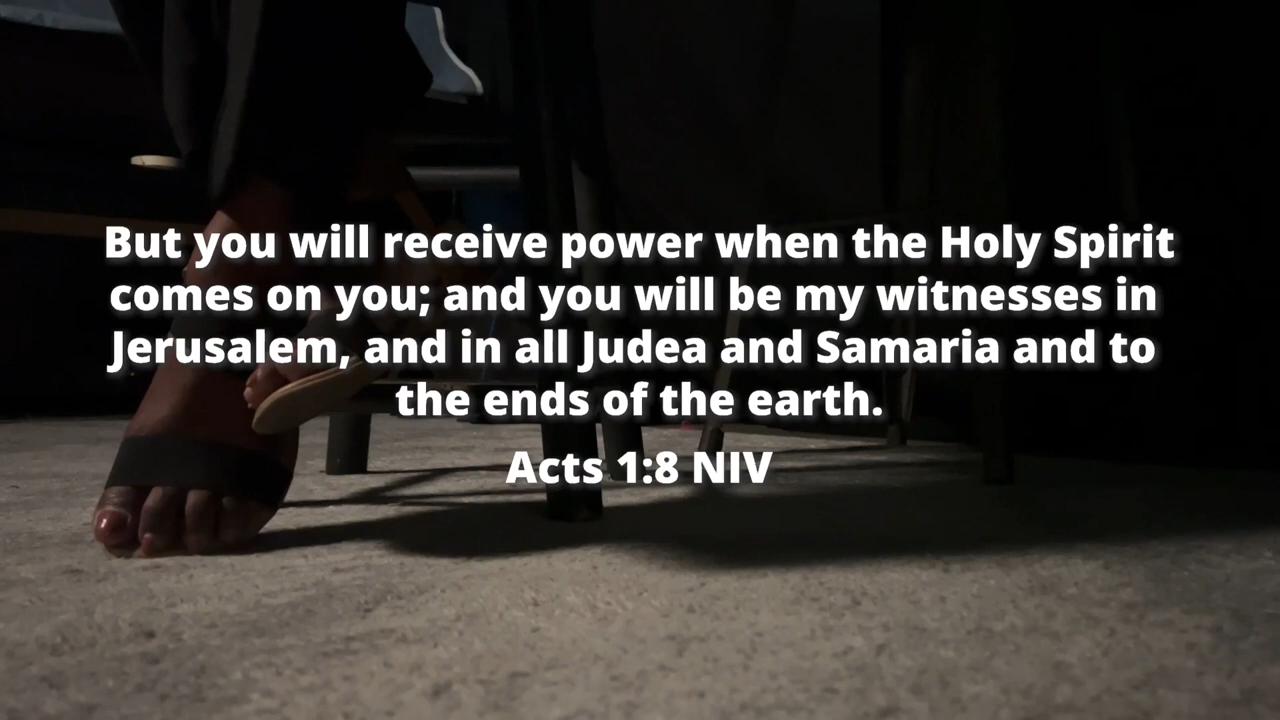 But you will receive power when the Holy Spirit
comes on you; and you will be my witnesses in
Jerusalem, and in all Judea and Samaria and to
the ends of the earth.
Acts 1:8 NIV